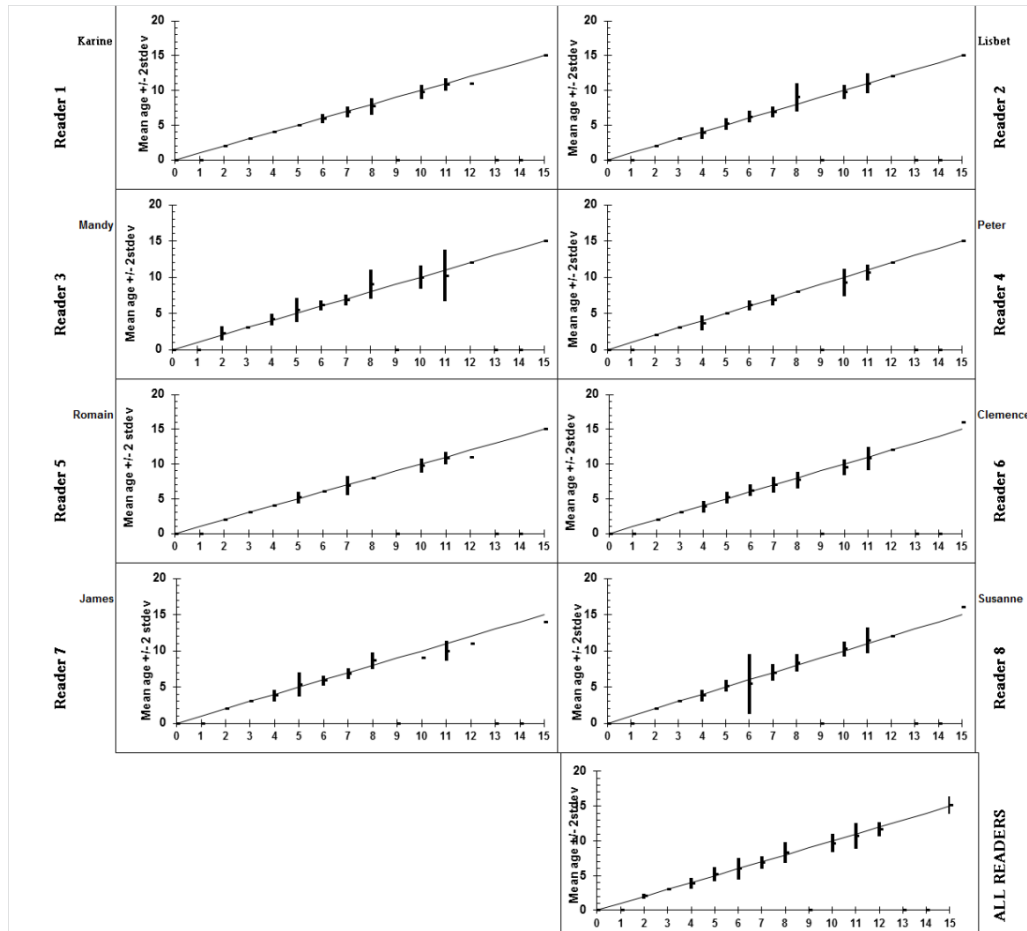 Karine
Reader 1
Mean age +/- 2stdev
20
15
10
5
0
0 1 2 3 4 5 6 7 8 9 10 11 12 13 14 15
Lisbet
Reader 2
Mean age +/- 2stdev
20
15
10
5
0
0 1 2 3 4 5 6 7 8 9 10 11 12 13 14 15
Mandy
Reader 3
Mean age +/- 2stdev
20
15
10
5
0
0 1 2 3 4 5 6 7 8 9 10 11 12 13 14 15
Peter
Reader 4
Mean age +/- 2stdev
20
15
10
5
0
0 1 2 3 4 5 6 7 8 9 10 11 12 13 14 15
Romain
Reader 5
Mean age +/- 2 stdev
20
15
10
5
0
0 1 2 3 4 5 6 7 8 9 10 11 12 13 14 15
Clemence
Reader 6
Mean age +/- 2stdev
20
15
10
5
0
0 1 2 3 4 5 6 7 8 9 10 11 12 13 14 15
James
Reader 7
Mean age +/- 2 stdev
20
15
10
5
0
0 1 2 3 4 5 6 7 8 9 10 11 12 13 14 15
Susanne
Reader 8
Mean age +/- 2stdev
20
15
10
5
0
0 1 2 3 4 5 6 7 8 9 10 11 12 13 14 15
ALL READERS
Mean age +/- 2stdev
20
15
10
5
0
0 1 2 3 4 5 6 7 8 9 10 11 12 13 14 15